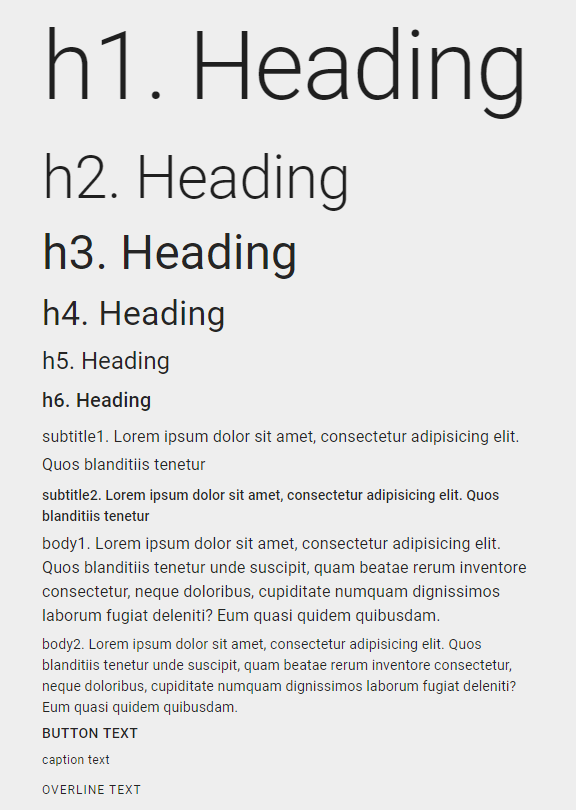 h1. Heading
h2. Heading
h3. Heading
h4. Heading
h5. Heading
h6. Heading
subtitle1. Lorem ipsum dolor sit amet, consectetur adipisicing elit.
Quos blanditiis tenetur
subtitle2. Lorem ipsum dolor sit amet, consectetur adipisicing elit. Quos
blanditiis tenetur
body1. Lorem ipsum dolor sit amet, consectetur adipisicing elit.
Quos blanditiis tenetur unde suscipit, quam beatae rerum inventore
consectetur, neque doloribus, cupiditate numquam dignissimos
laborum fugiat deleniti? Eum quasi quidem quibusdam.
body2. Lorem ipsum dolor sit amet, consectetur adipisicing elit. Quos
blanditiis tenetur unde suscipit, quam beatae rerum inventore consectetur,
neque doloribus, cupiditate numquam dignissimos laborum fugiat deleniti?
Eum quasi quidem quibusdam.
BUTTON TEXT
caption text
OVERLINE TEXT